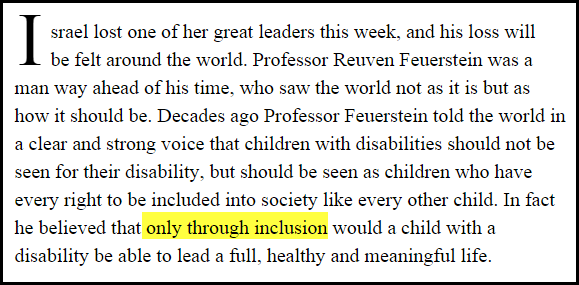 Israel lost one of her great leaders this week, and his loss will
be felt around the world. Professor Reuven Feuerstein was a
man way ahead of his time, who saw the world not as it is but as
how it should be. Decades ago Professor Feuerstein told the world in
a clear and strong voice that children with disabilities should not be
seen for their disability, but should be seen as children who have
every right to be included into society like every other child. In fact
he believed that only through inclusion would a child with a
disability be able to lead a full, healthy and meaningful life.